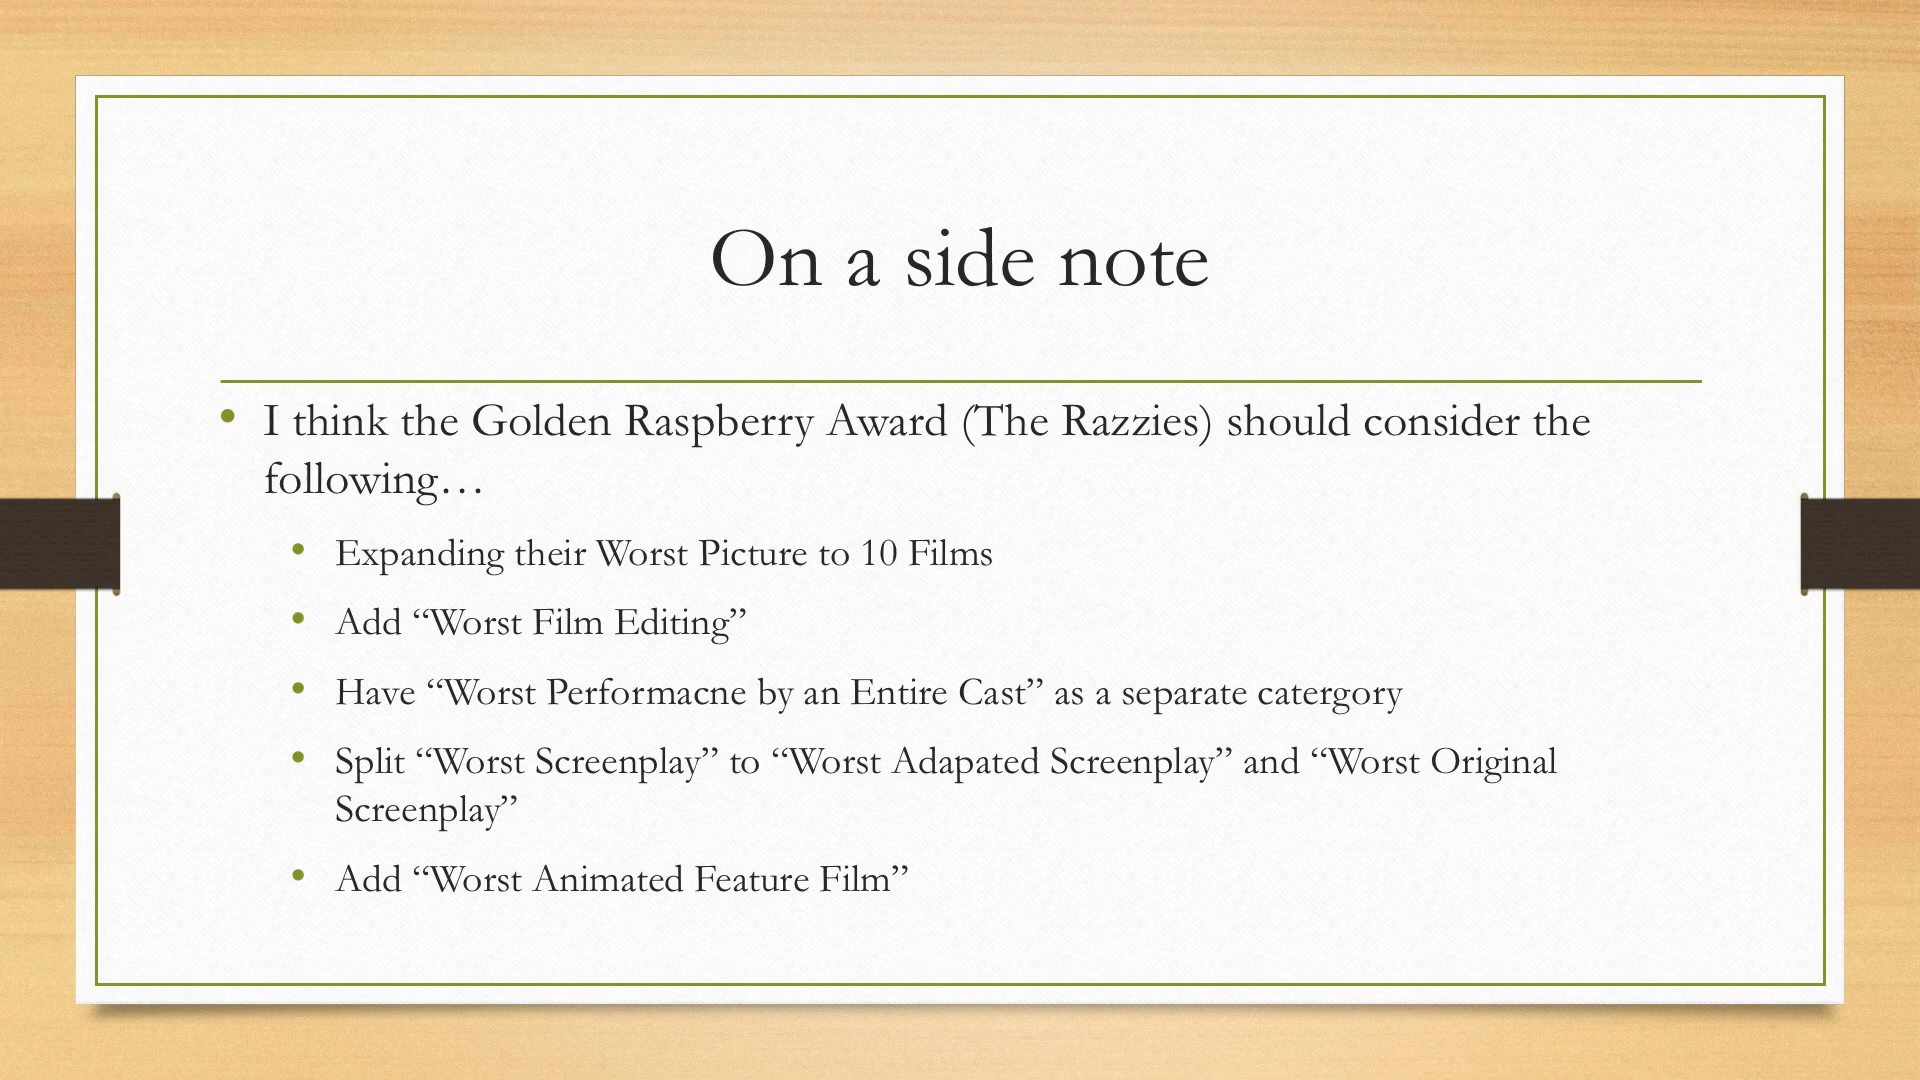 On a side note
• I think the Golden Raspberry Award (The Razzies) should consider the
following…
• Expanding their Worst Picture to 10 Films
• Add “Worst Film Editing”
• Have “Worst Performacne by an Entire Cast” as a separate catergory
• Split “Worst Screenplay” to “Worst Adapated Screenplay” and “Worst Original
Screenplay”
• Add “Worst Animated Feature Film”